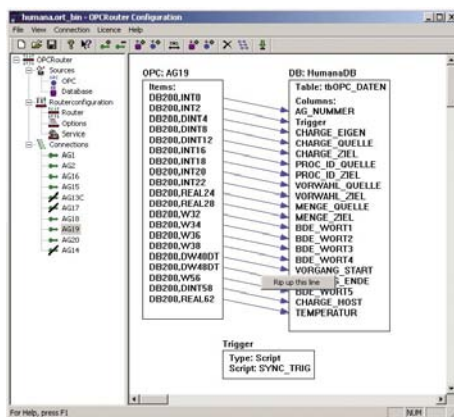 humana.ort_bin - OPCRouter Configuration
File View Connection Licence Help
OPCRouter
Sources
OPC
Database
Routerconfiguration
Router
Options
Service
Connections
AG1
AG2
AG16
AG15
AG13C
AG17
AG18
AG19
AG20
AG14
OPC: AG19
Items:
DB200,INT0
DB200,INT2
DB200,DINT4
DB200,DINT8
DB200,DINT12
DB200,INT16
DB200,INT18
DB200,INT20
DB200,INT22
DB200,REAL24
DB200,REAL28
DB200,W32
DB200,W34
DB200,W36
DB200,W38
DB200,DW40DT
DB200,DW48DT
DB200,W56
DB200,DINT58
DB200,REAL62
DB: HumanaDB
Table: tbOPC_DATEN
Columns:
AG_NUMMER
Trigger
CHARGE_EIGEN
CHARGE_QUELLE
CHARGE_ZIEL
PROC_ID_QUELLE
PROC_ID_ZIEL
VORWAHL_QUELLE
VORWAHL_ZIEL
MENGE_QUELLE
MENGE_ZIEL
BDE_WORT1
BDE_WORT2
BDE_WORT3
BDE_WORT4
VORGANG_START
Rip up this line
ENDE
BDE_WORT5
CHARGE_HOST
TEMPERATUR
Trigger
Type: Script
Script: SYNC_TRIG
For Help, press F1
NUM